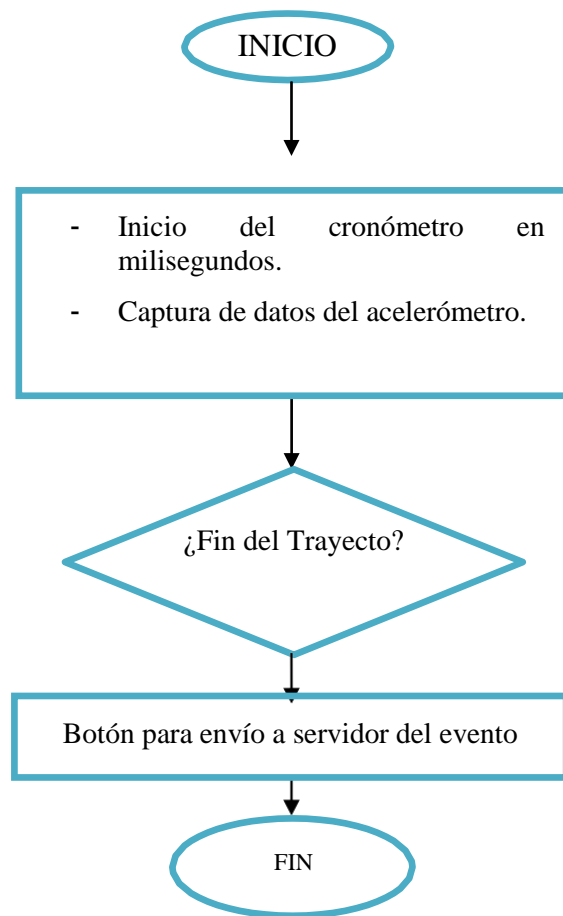 INICIO
- Inicio del cronómetro en
milisegundos.
- Captura de datos del acelerómetro.
¿Fin del Trayecto?
Botón para envío a servidor del evento
FIN